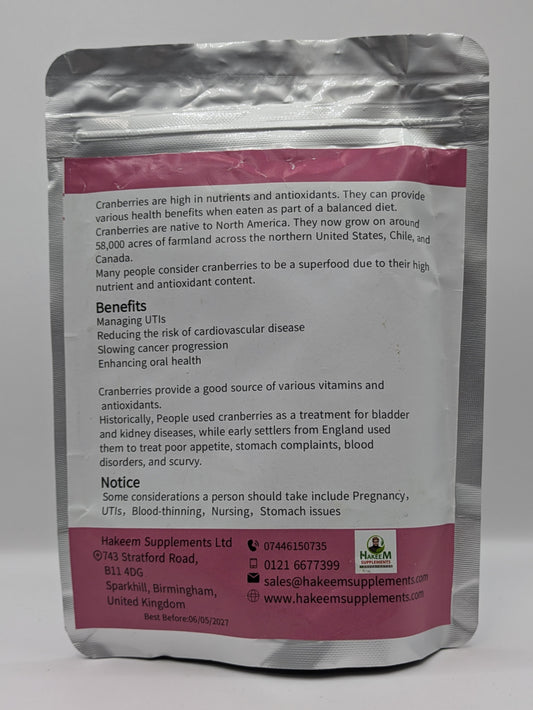 Cranberries are high in nutrients and antioxidants. They can provide
various health benefits when eaten as part of a balanced diet.
Cranberries are native to North America. They now grow on around
58,000 acres of farmland across the northern United States, Chile, and
Canada.
Many people consider cranberries to be a superfood due to their high
nutrient and antioxidant content.
Benefits
Managing UTIs
Reducing the risk of cardiovascular disease
Slowing cancer progression
Enhancing oral health
Cranberries provide a good source of various vitamins and
antioxidants.
Historically, People used cranberries as a treatment for bladder
and kidney diseases, while early settlers from England used
them to treat poor appetite, stomach complaints, blood
disorders, and scurvy.
Notice
Some considerations a person should take include Pregnancy,
UTIs, Blood-thinning, Nursing, Stomach issues
Hakeem Supplements Ltd
743 Stratford Road,
B11 4DG
Sparkhill, Birmingham,
United Kingdom
Best Before:06/05/2027
07446150735
0121 6677399
sales@hakeemsupplements.com
www.hakeemsupplements.com
HAKEEM
SUPPLEMENTS